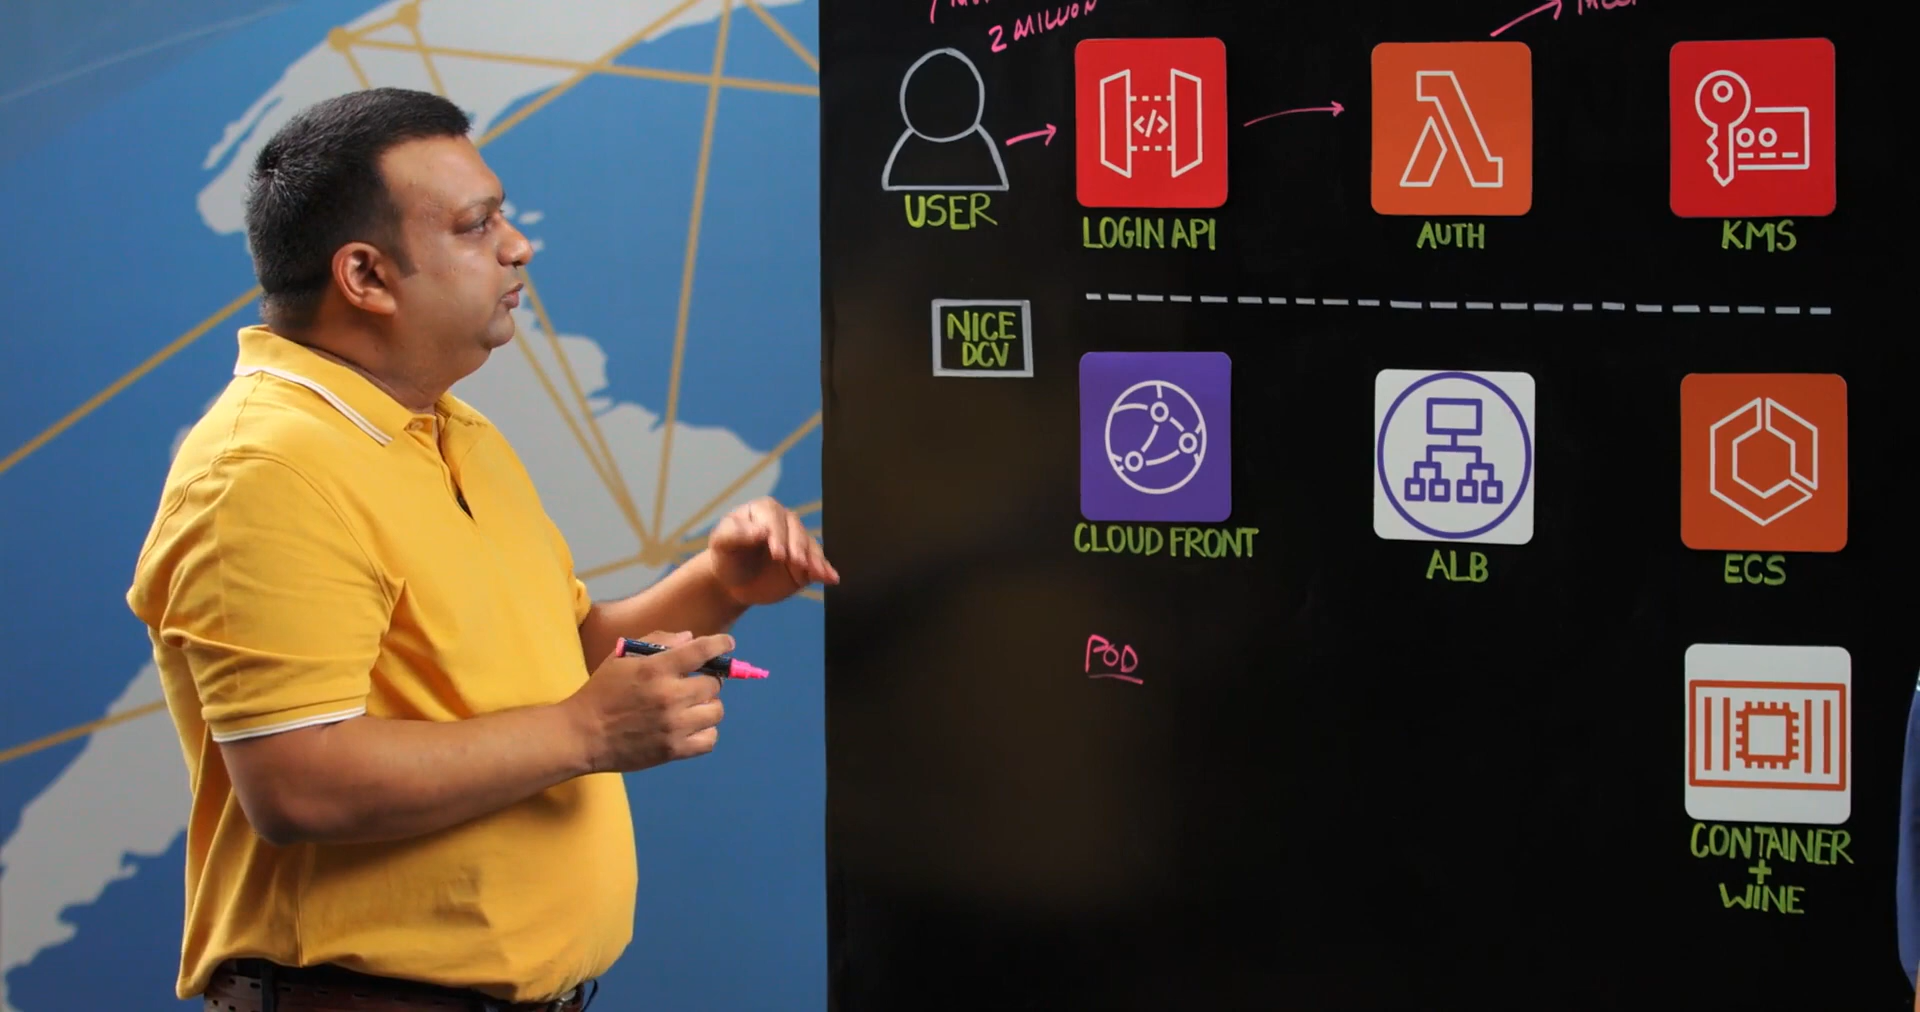 2 MILLION
</>
USER
LOGIN API
AUTH
KMS
NICE
DCV
CLOUD FRONT
ALB
ECS
POD
CONTAINER
+
WINE